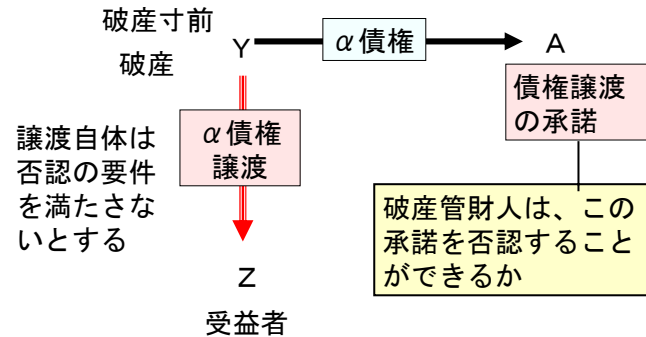 破産寸前
破産
Y
α債権
A
債権譲渡
の承諾
譲渡自体は
否認の要件
を満たさな
いとする
α債権
譲渡
破産管財人は、この
承諾を否認すること
ができるか
Z
受益者